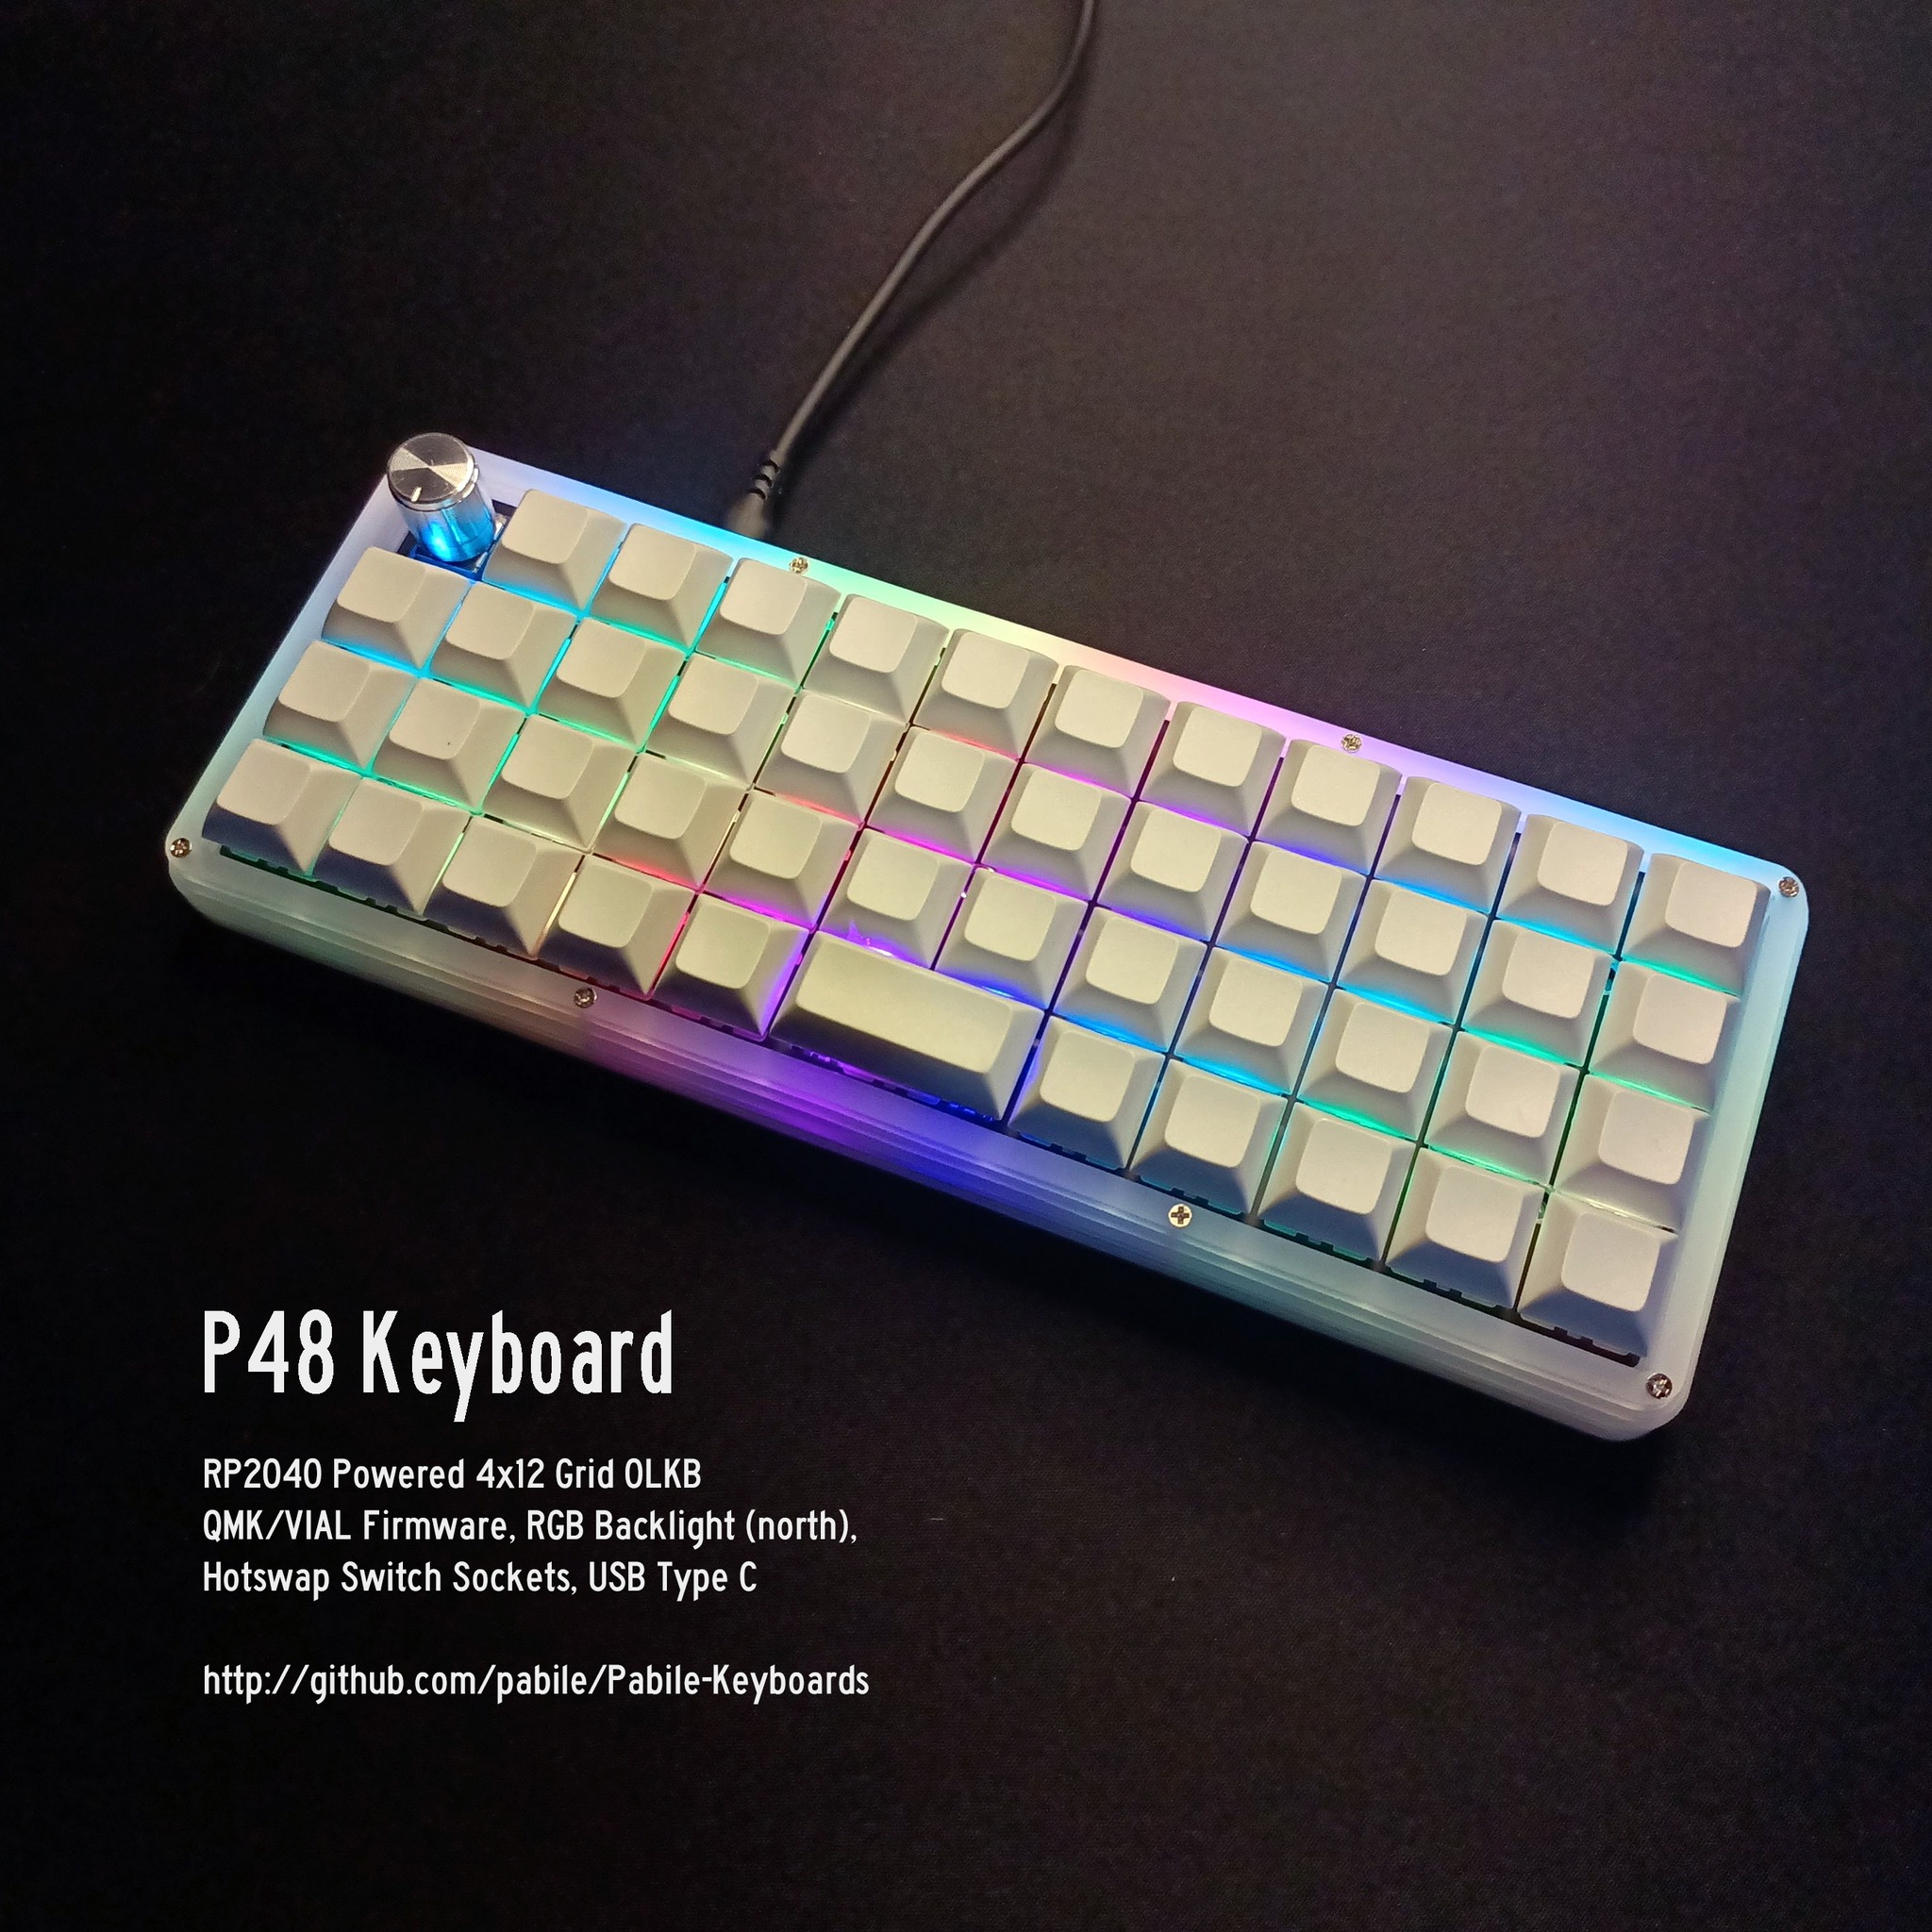 P48 Keyboard
RP2040 Powered 4x12 Grid OLKB
QMK/VIAL Firmware, RGB Backlight (north),
Hotswap Switch Sockets, USB Type C
http://github.com/pabile/Pabile-Keyboards